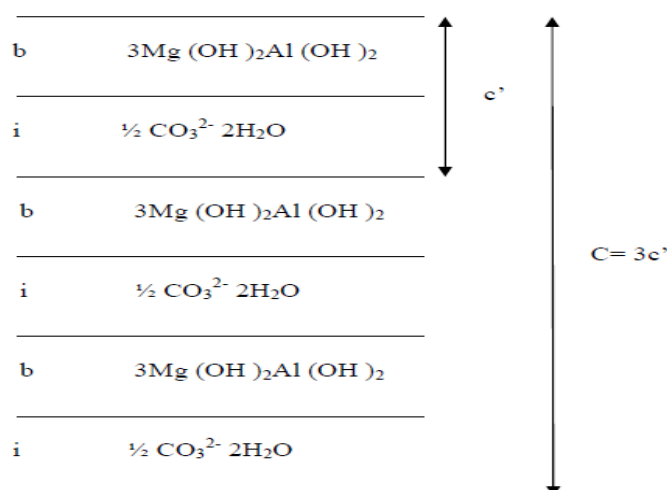 b 3Mg (OH )₂Al (OH )₂
c’
i ½ CO₃²⁻ 2H₂O
b 3Mg (OH )₂Al (OH )₂
C= 3c’
i ½ CO₃²⁻ 2H₂O
b 3Mg (OH )₂Al (OH )₂
i ½ CO₃²⁻ 2H₂O